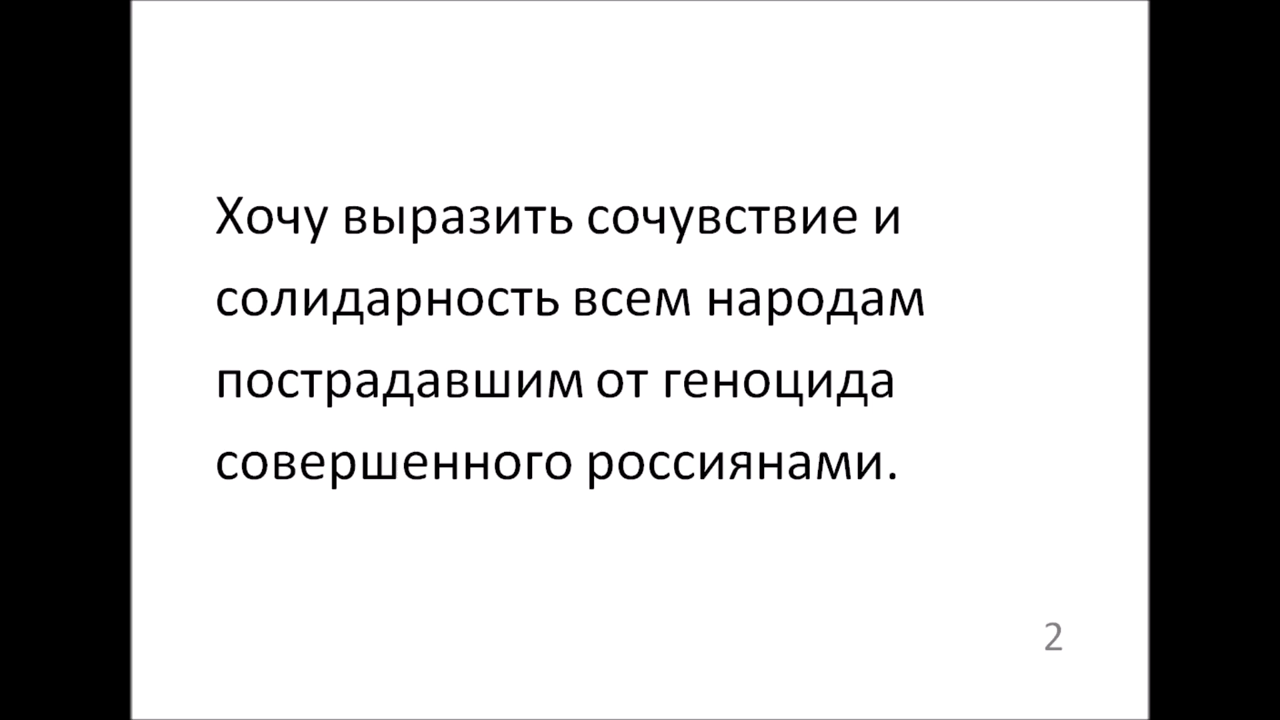 Хочу выразить сочувствие и
солидарность всем народам
пострадавшим от геноцида
совершенного россиянами.
2